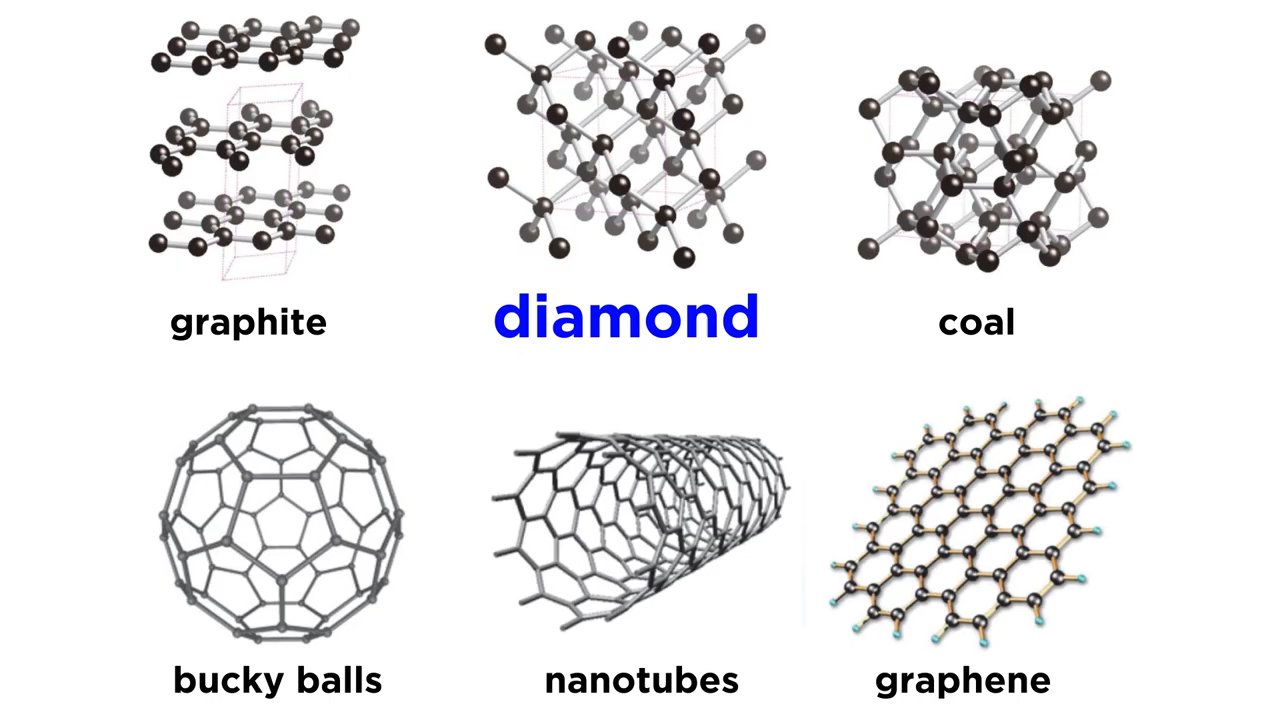 graphite
diamond
coal
bucky balls
nanotubes
graphene